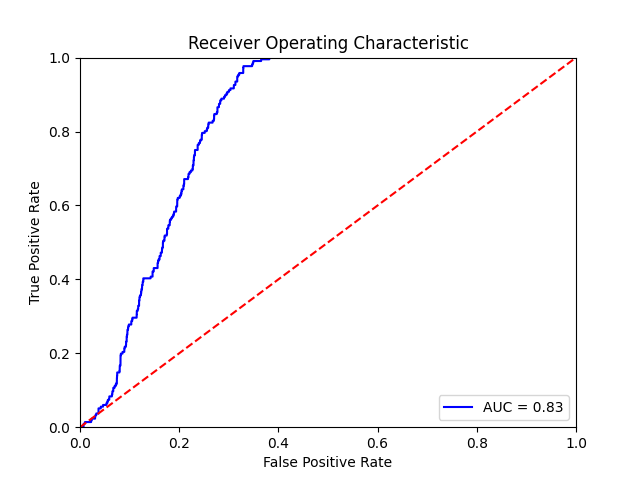 Receiver Operating Characteristic
1.0
0.8
0.6
0.4
0.2
0.0
True Positive Rate
AUC = 0.83
0.0 0.2 0.4 0.6 0.8 1.0
False Positive Rate